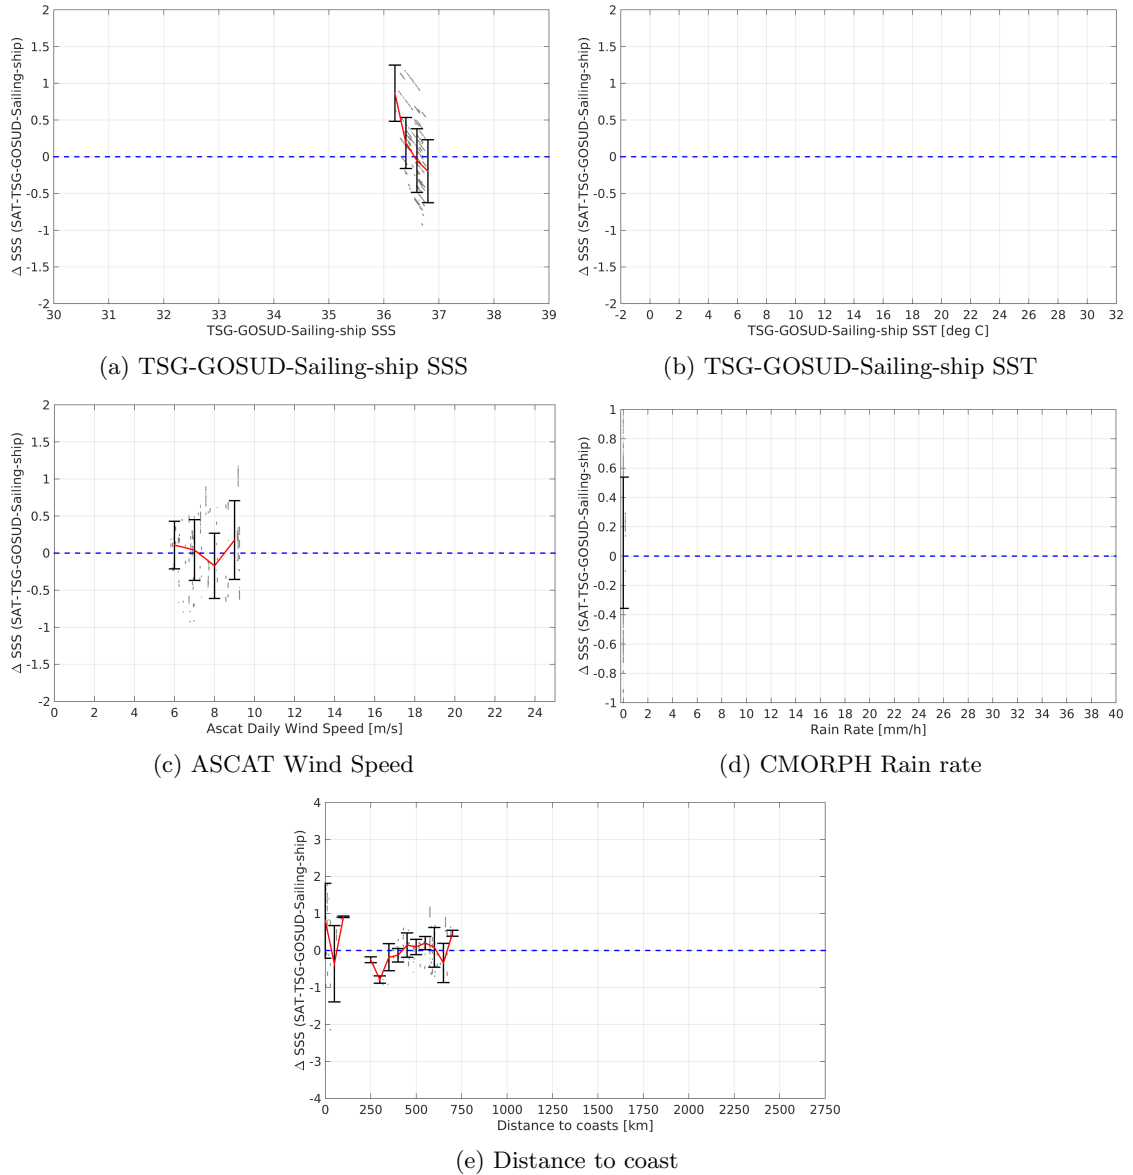 2
1.5
1
0.5
0
-0.5
-1
-1.5
-2
30 31 32 33 34 35 36 37 38 39
Δ SSS (SAT-TSG-GOSUD-Sailing-ship)
TSG-GOSUD-Sailing-ship SSS
(a) TSG-GOSUD-Sailing-ship SSS
2
1.5
1
0.5
0
-0.5
-1
-1.5
-2
-2 0 2 4 6 8 10 12 14 16 18 20 22 24 26 28 30 32
Δ SSS (SAT-TSG-GOSUD-Sailing-ship)
TSG-GOSUD-Sailing-ship SST [deg C]
(b) TSG-GOSUD-Sailing-ship SST
2
1.5
1
0.5
0
-0.5
-1
-1.5
-2
0 2 4 6 8 10 12 14 16 18 20 22 24
Δ SSS (SAT-TSG-GOSUD-Sailing-ship)
Ascat Daily Wind Speed [m/s]
(c) ASCAT Wind Speed
1
0.8
0.6
0.4
0.2
0
-0.2
-0.4
-0.6
-0.8
-1
0 2 4 6 8 10 12 14 16 18 20 22 24 26 28 30 32 34 36 38 40
Δ SSS (SAT-TSG-GOSUD-Sailing-ship)
Rain Rate [mm/h]
(d) CMORPH Rain rate
4
3
2
1
0
-1
-2
-3
-4
0 250 500 750 1000 1250 1500 1750 2000 2250 2500 2750
Δ SSS (SAT-TSG-GOSUD-Sailing-ship)
Distance to coasts [km]
(e) Distance to coast